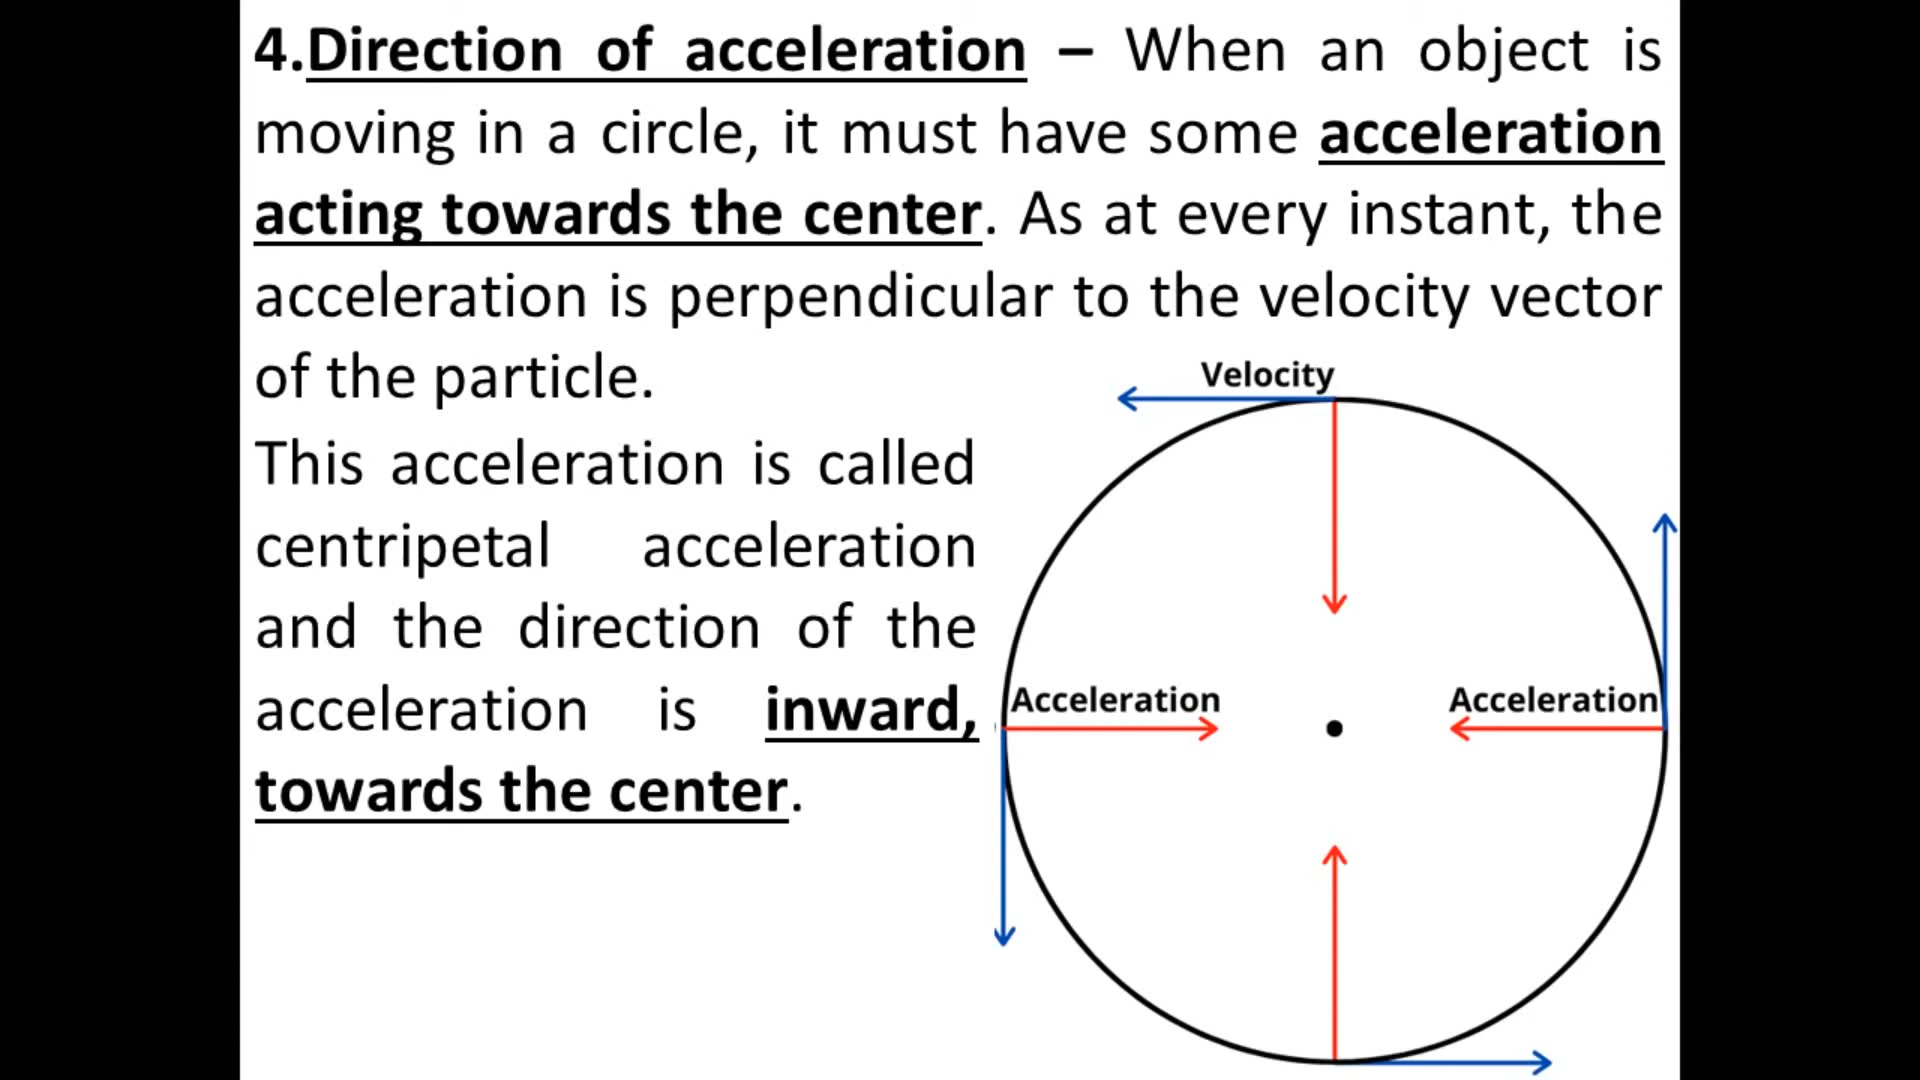 4.Direction of acceleration – When an object is
moving in a circle, it must have some acceleration
acting towards the center. As at every instant, the
acceleration is perpendicular to the velocity vector
of the particle.
Velocity
This acceleration is called
centripetal acceleration
and the direction of the
acceleration is inward,
towards the center.
Acceleration
Acceleration